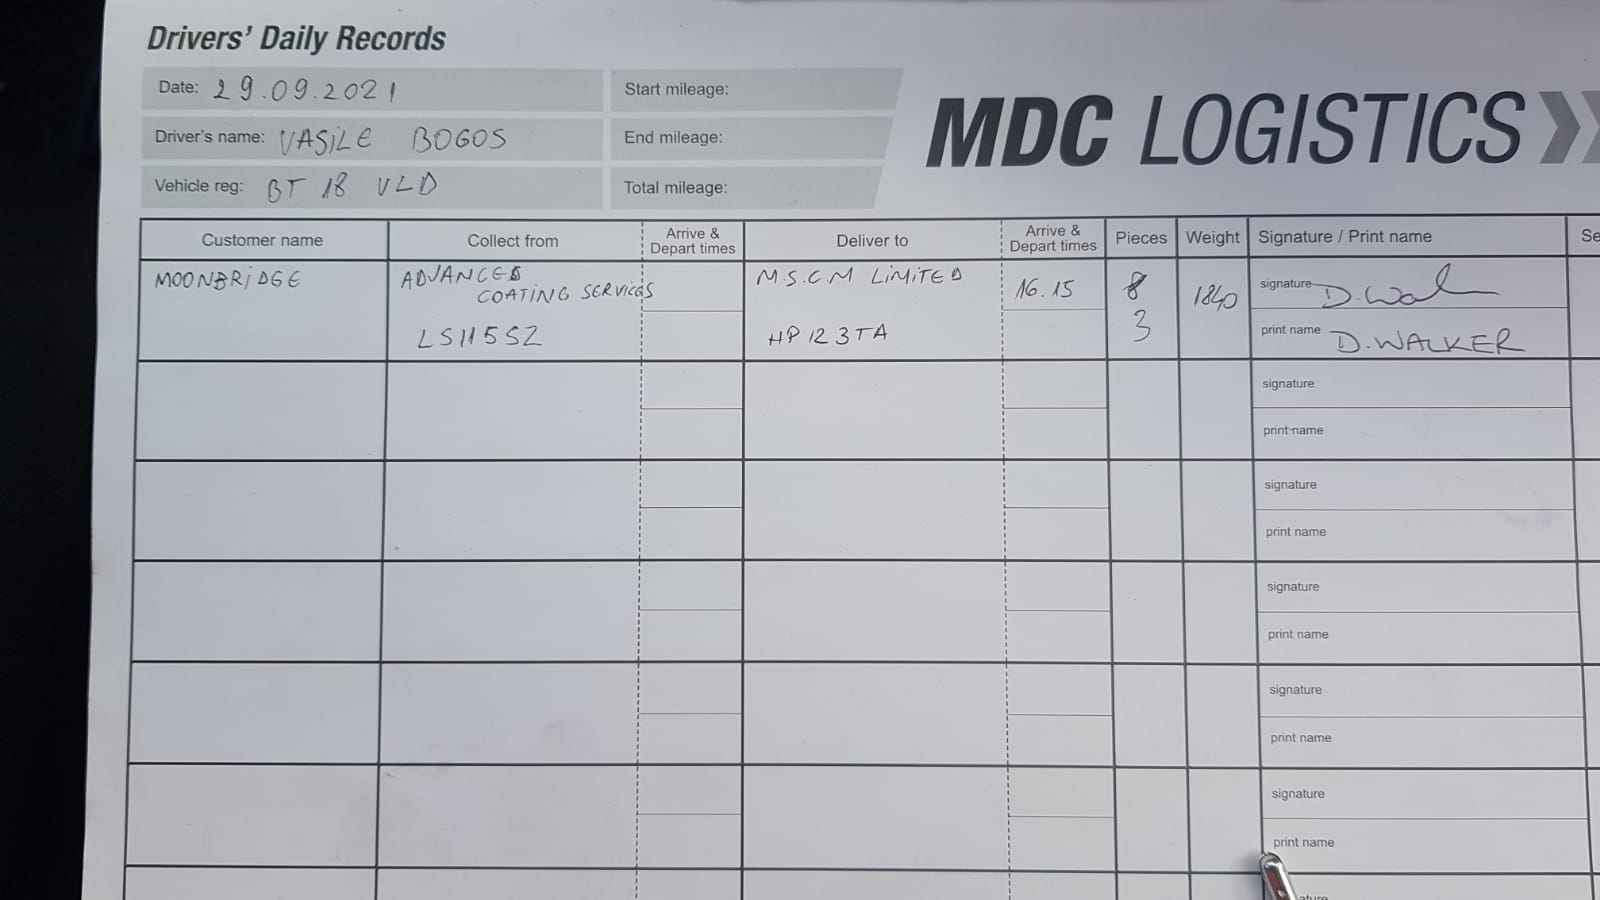 Drivers' Daily Records
Date: 29.09.2021
Start mileage:
Driver's name: VASILE BOGOS
End mileage:
Vehicle reg: BT 18 VLD
Total mileage:
MDC LOGISTICS
Customer name
Collect from
Arrive &
Depart times
Deliver to
Arrive &
Depart times
Pieces
Weight
Signature / Print name
Se
MOONBRIDGE
ADVANCED
COATING SERVICES
LS11 5SZ
M.S.C.M LIMITED
HP12 3TA
16.15
3
1840
signature D.Wal
print name D.WALKER
signature
print name
signature
print name
signature
print name
signature
print name
signature
print name
ature